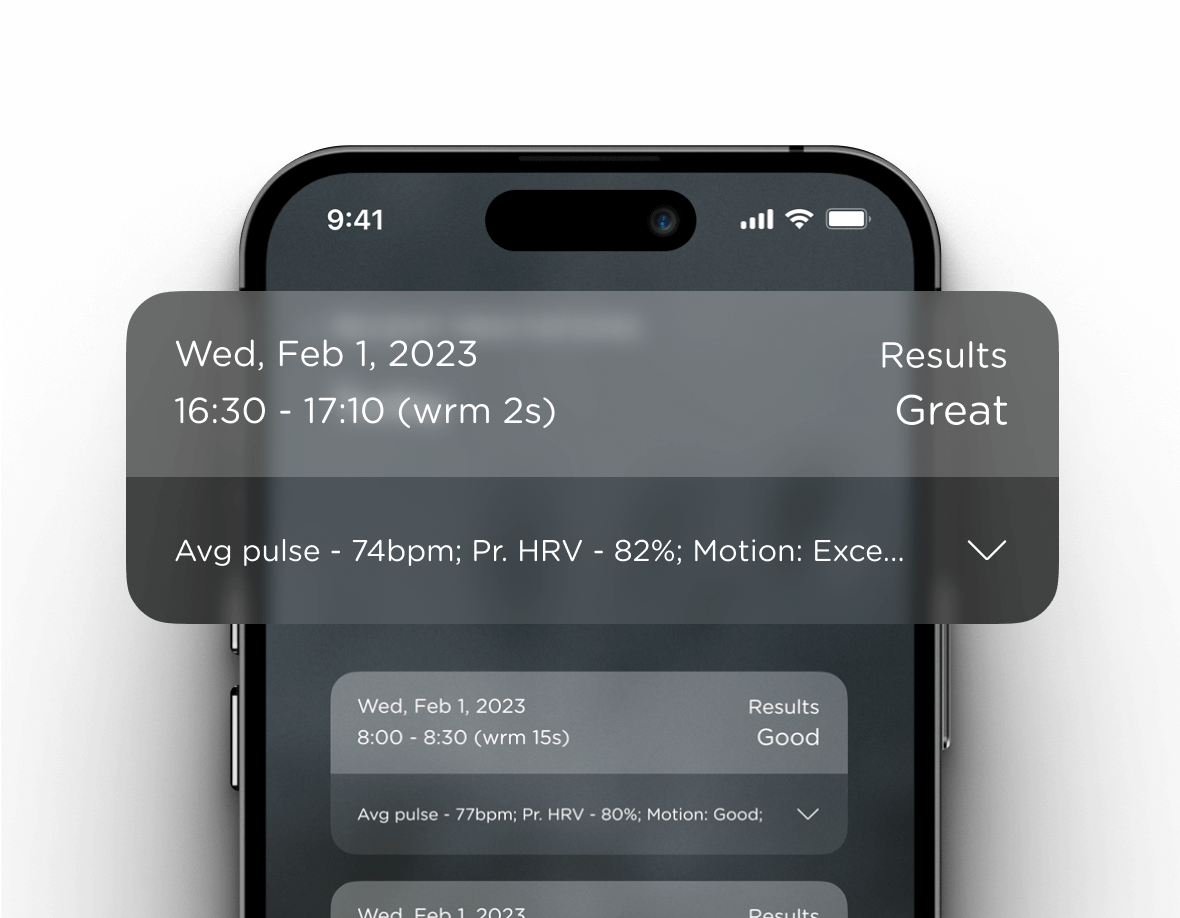 9:41
Wed, Feb 1, 2023
Results
16:30 - 17:10 (wrm 2s)
Great
Avg pulse - 74bpm; Pr. HRV - 82%; Motion: Exce...
Wed, Feb 1, 2023
Results
8:00 - 8:30 (wrm 15s)
Good
Avg pulse - 77bpm; Pr. HRV - 80%; Motion: Good;
Wed, Feb 1, 2023
Results